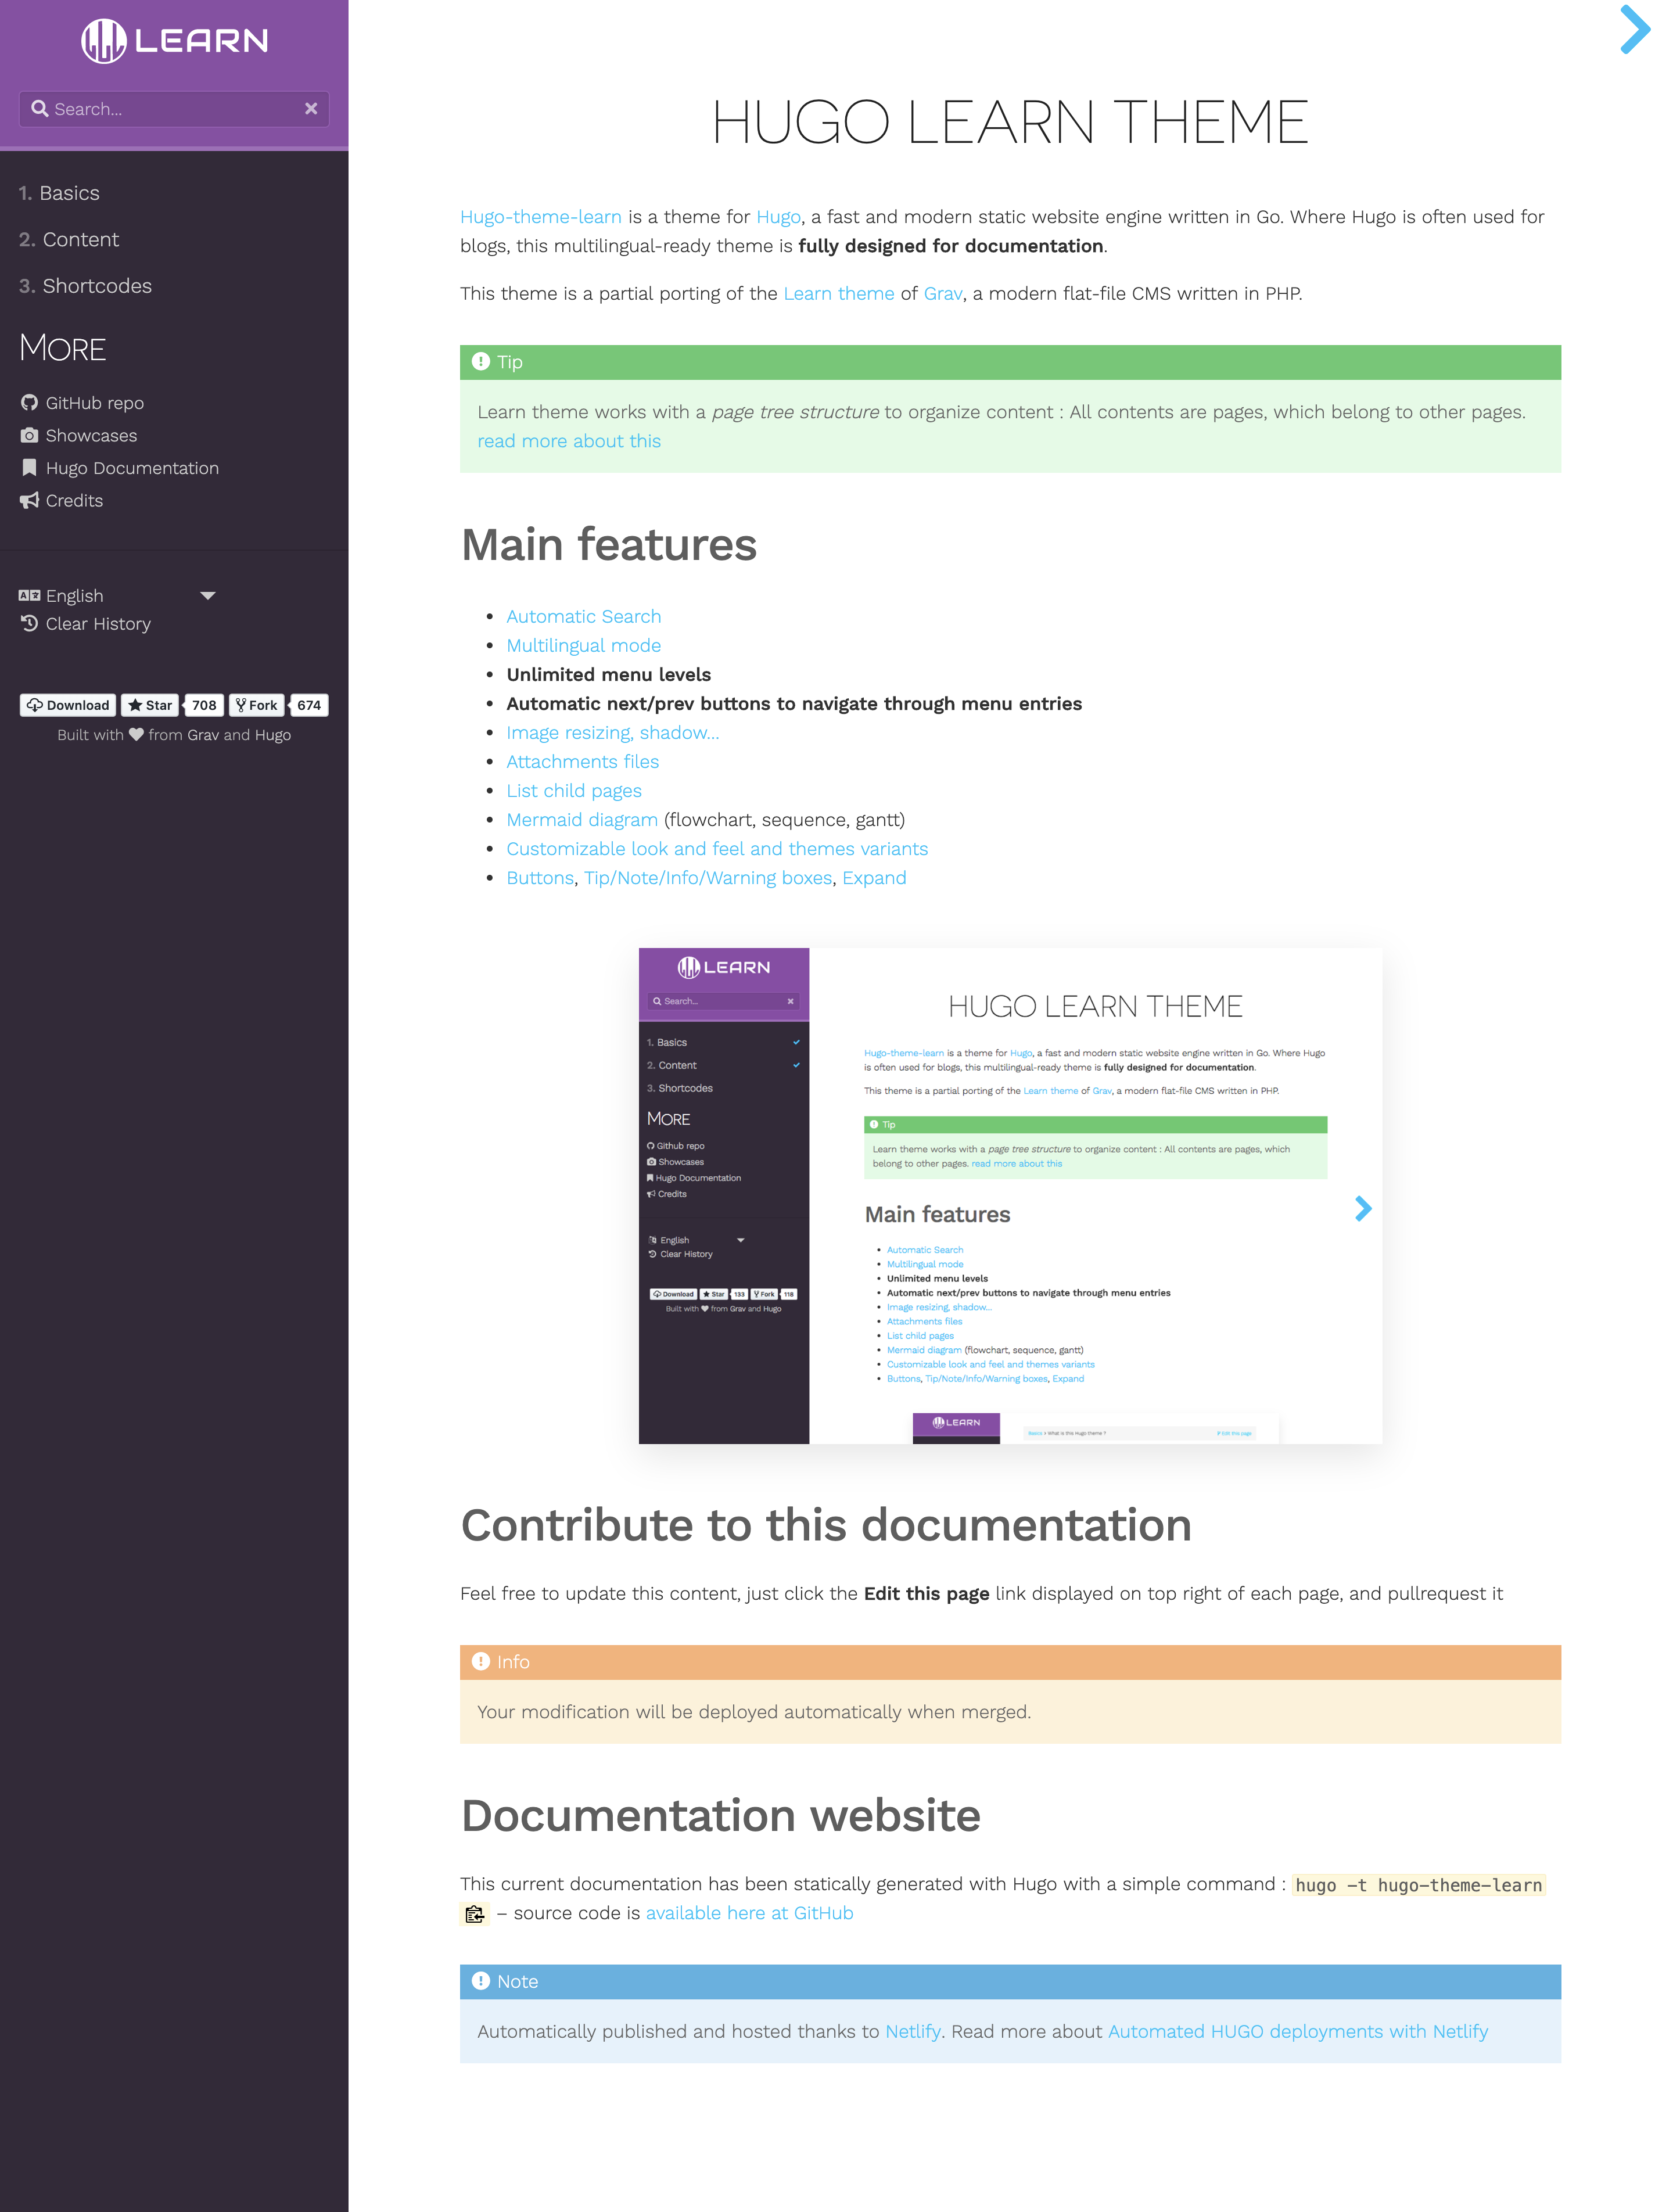 LEARN
Search...
1. Basics
2. Content
3. Shortcodes
More
GitHub repo
Showcases
Hugo Documentation
Credits
English
Clear History
Download Star 708 Fork 674
Built with from Grav and Hugo
HUGO LEARN THEME
Hugo-theme-learn is a theme for Hugo, a fast and modern static website engine written in Go. Where Hugo is often used for
blogs, this multilingual-ready theme is fully designed for documentation.
This theme is a partial porting of the Learn theme of Grav, a modern flat-file CMS written in PHP.
Tip
Learn theme works with a page tree structure to organize content : All contents are pages, which belong to other pages.
read more about this
Main features
• Automatic Search
• Multilingual mode
• Unlimited menu levels
• Automatic next/prev buttons to navigate through menu entries
• Image resizing, shadow...
• Attachments files
• List child pages
• Mermaid diagram (flowchart, sequence, gantt)
• Customizable look and feel and themes variants
• Buttons, Tip/Note/Info/Warning boxes, Expand
LEARN
Search...
1. Basics
2. Content
3. Shortcodes
More
Github repo
Showcases
Hugo Documentation
Credits
English
Clear History
Download Star 133 Fork 118
Built with from Grav and Hugo
HUGO LEARN THEME
Hugo-theme-learn is a theme for Hugo, a fast and modern static website engine written in Go. Where Hugo
is often used for blogs, this multilingual-ready theme is fully designed for documentation.
This theme is a partial porting of the Learn theme of Grav, a modern flat-file CMS written in PHP.
Tip
Learn theme works with a page tree structure to organize content : All contents are pages, which
belong to other pages. read more about this
Main features
• Automatic Search
• Multilingual mode
• Unlimited menu levels
• Automatic next/prev buttons to navigate through menu entries
• Image resizing, shadow...
• Attachments files
• List child pages
• Mermaid diagram (flowchart, sequence, gantt)
• Customizable look and feel and themes variants
• Buttons, Tip/Note/Info/Warning boxes, Expand
LEARN
Basics > What is this Hugo theme ? Edit this page
Contribute to this documentation
Feel free to update this content, just click the Edit this page link displayed on top right of each page, and pullrequest it
Info
Your modification will be deployed automatically when merged.
Documentation website
This current documentation has been statically generated with Hugo with a simple command : hugo -t hugo-theme-learn
– source code is available here at GitHub
Note
Automatically published and hosted thanks to Netlify. Read more about Automated HUGO deployments with Netlify